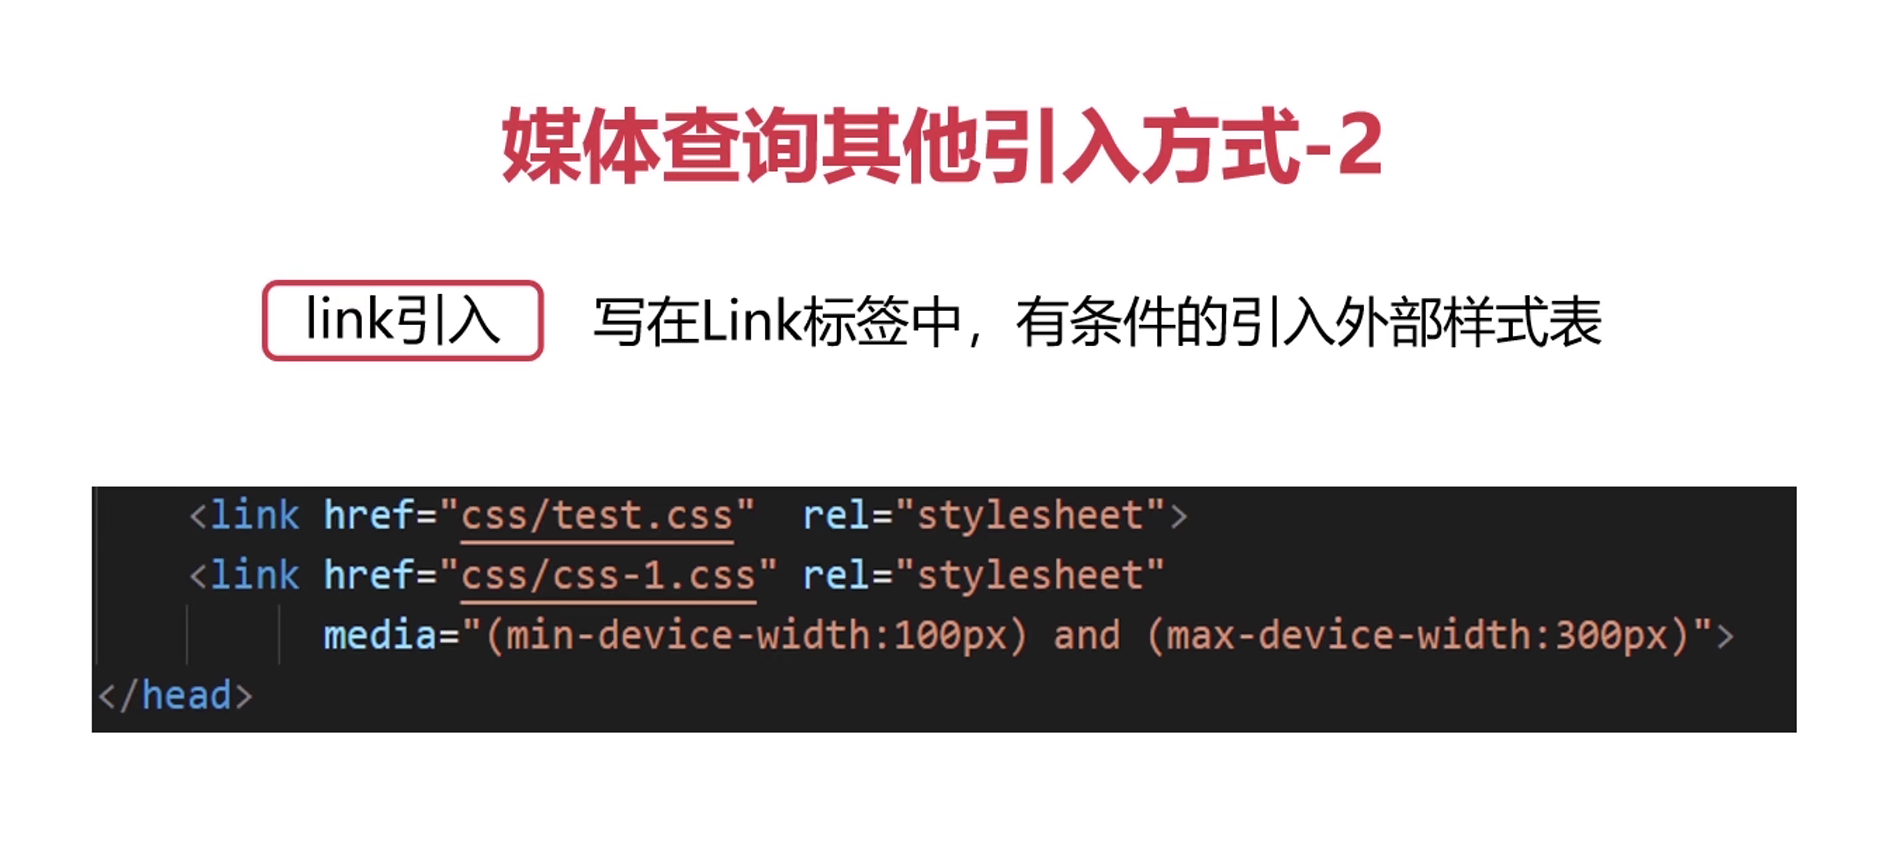 媒体查询其他引入方式-2
link引入
写在Link标签中，有条件的引入外部样式表
<link href="css/test.css"  rel="stylesheet">
<link href="css/css-1.css" rel="stylesheet"
media="(min-device-width:100px) and (max-device-width:300px)">
</head>